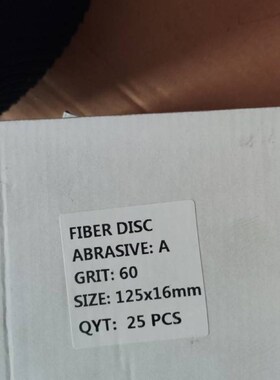 FIBER DISC
ABRASIVE: A
GRIT: 60
SIZE: 125x16mm
QYT: 25 PCS